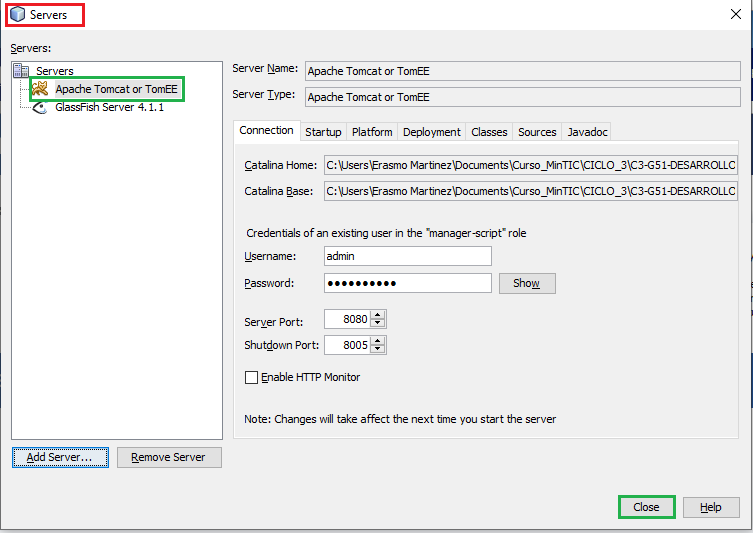 Servers
Servers:
Servers
Apache Tomcat or TomEE
GlassFish Server 4.1.1
Add Server...
Remove Server
Server Name: Apache Tomcat or TomEE
Server Type: Apache Tomcat or TomEE
Connection Startup Platform Deployment Classes Sources Javadoc
Catalina Home: C:\Users\Erasmo Martinez\Documents\Curso_MinTIC\CICLO_3\C3-G51-DESARROLLO
Catalina Base: C:\Users\Erasmo Martinez\Documents\Curso_MinTIC\CICLO_3\C3-G51-DESARROLLO
Credentials of an existing user in the "manager-script" role
Username: admin
Password: ●●●●●●●●●● Show
Server Port: 8080
Shutdown Port: 8005
Enable HTTP Monitor
Note: Changes will take affect the next time you start the server
Close Help